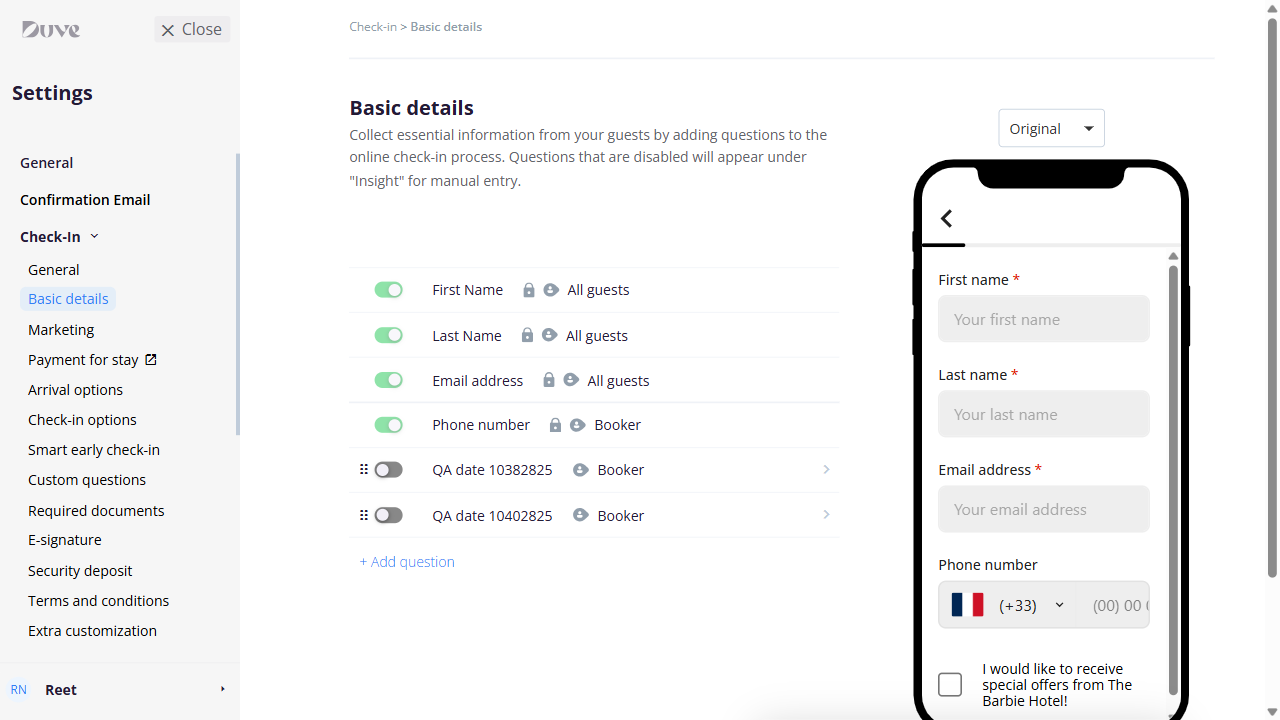 Duve
Close
Settings
General
Confirmation Email
Check-In
General
Basic details
Marketing
Payment for stay
Arrival options
Check-in options
Smart early check-in
Custom questions
Required documents
E-signature
Security deposit
Terms and conditions
Extra customization
RN Reet
Check-in > Basic details
Basic details
Collect essential information from your guests by adding questions to the
online check-in process. Questions that are disabled will appear under
"Insight" for manual entry.
First Name All guests
Last Name All guests
Email address All guests
Phone number Booker
QA date 10382825 Booker
QA date 10402825 Booker
+ Add question
Original
First name *
Your first name
Last name *
Your last name
Email address *
Your email address
Phone number
(+33) (00) 00
I would like to receive
special offers from The
Barbie Hotel!